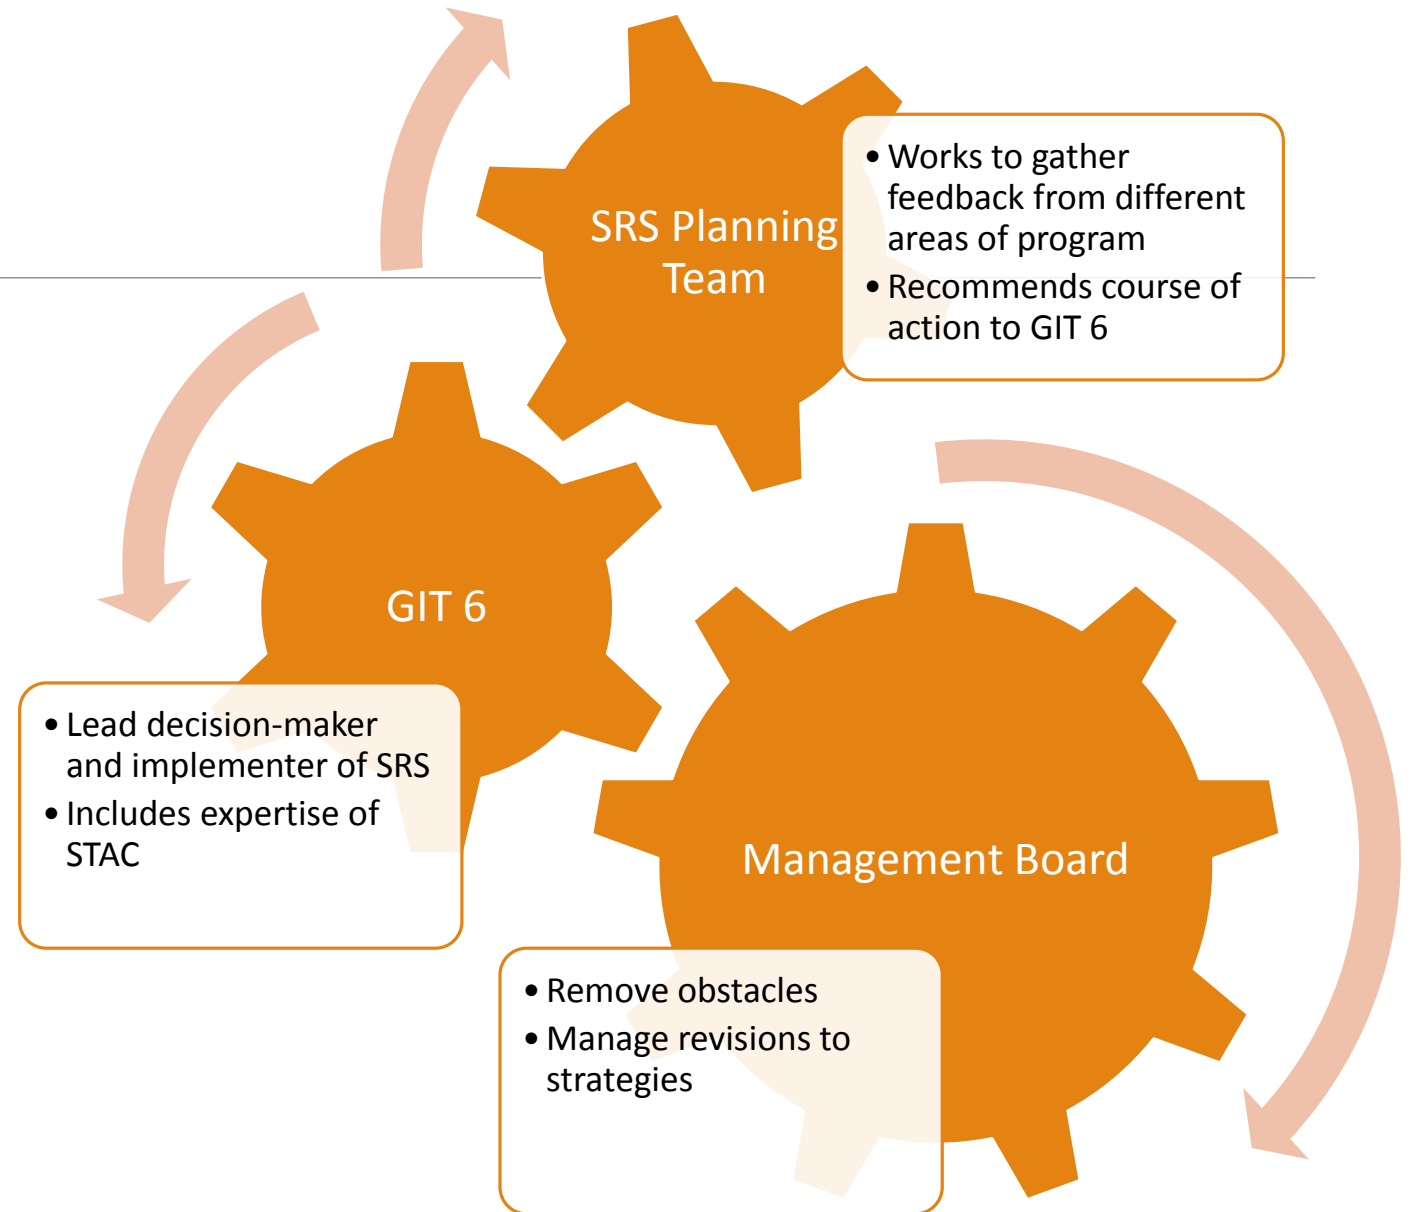 SRS Planning
Team
• Works to gather
feedback from different
areas of program
• Recommends course of
action to GIT 6
GIT 6
• Lead decision-maker
and implementer of SRS
• Includes expertise of
STAC
Management Board
• Remove obstacles
• Manage revisions to
strategies